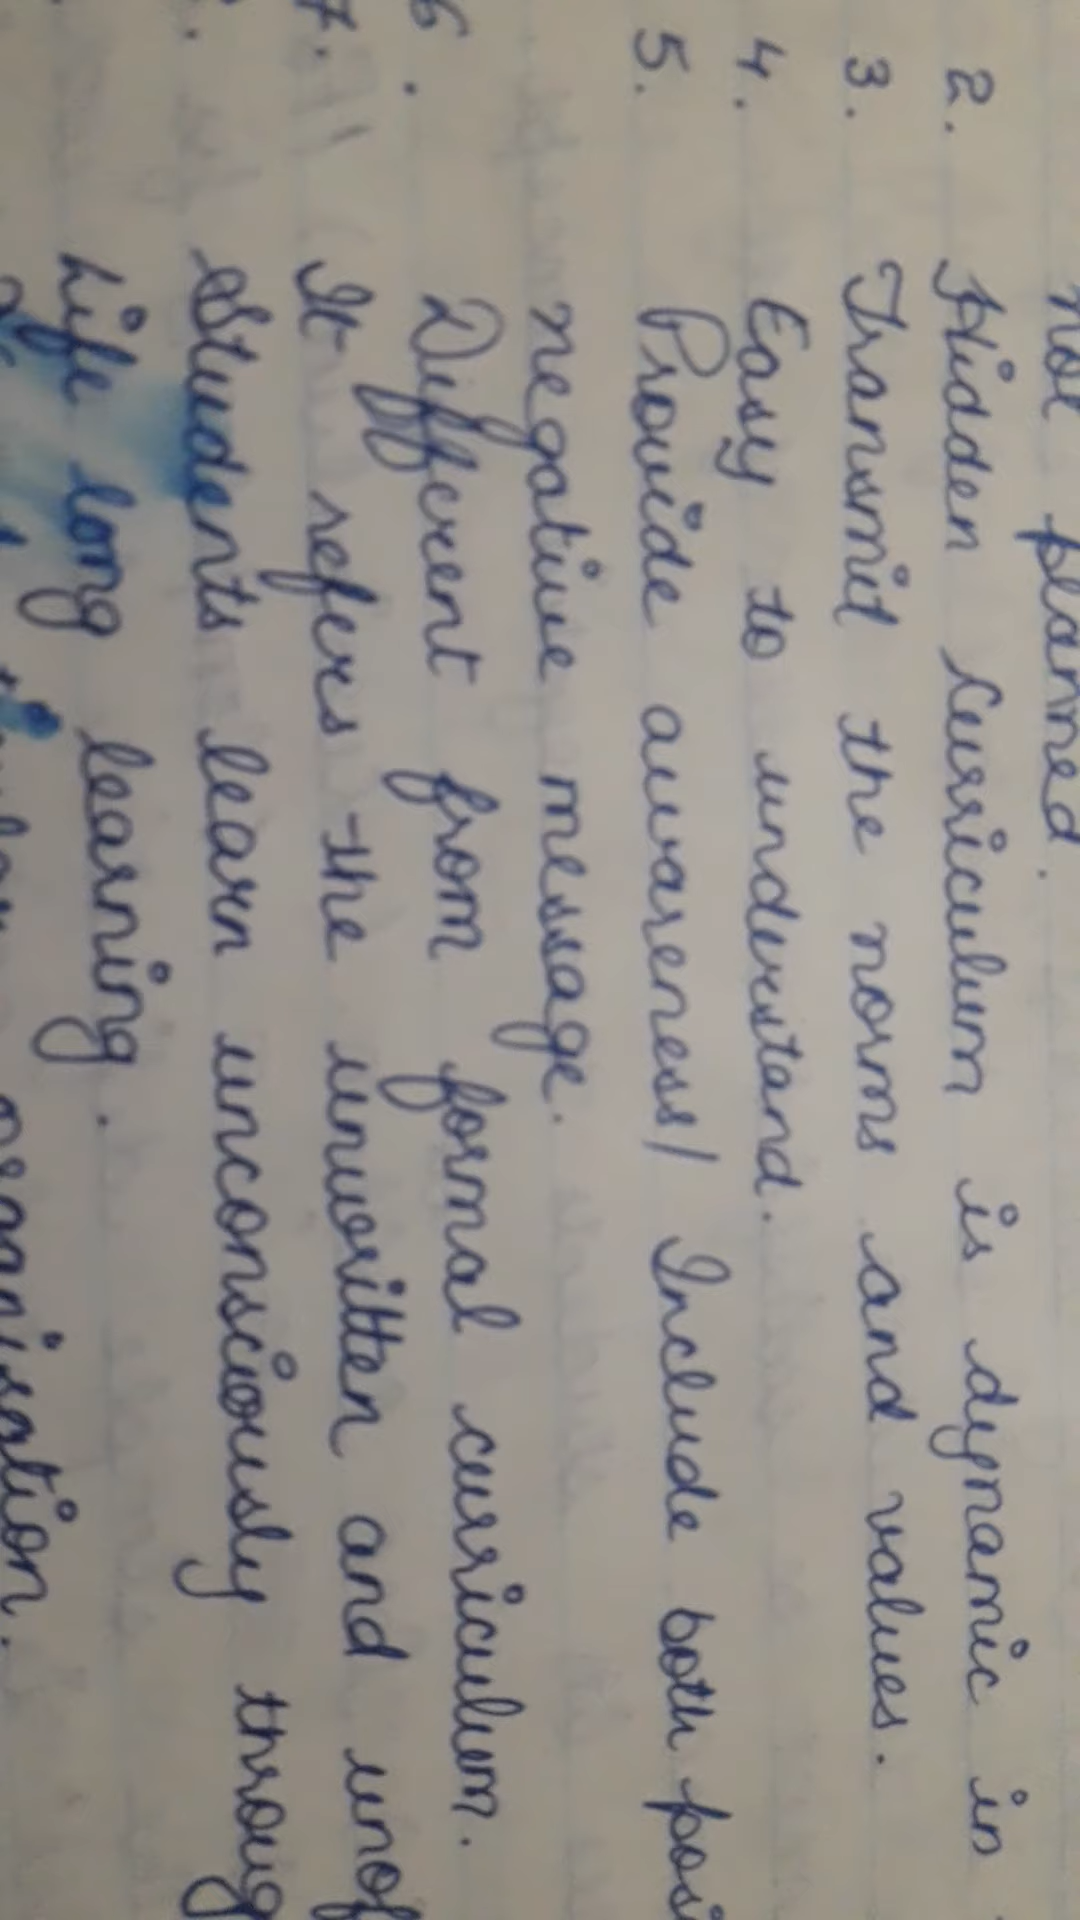 not planned.
2. Hidden Curriculum is dynamic in
3. Transmit the norms and values.
4. Easy to understand.
5. Provide awareness/ Include both
negative message.
6. Different from formal curriculum.
7. It refers the unwritten and
Students learn unconsciously
Life long learning.
organisation.